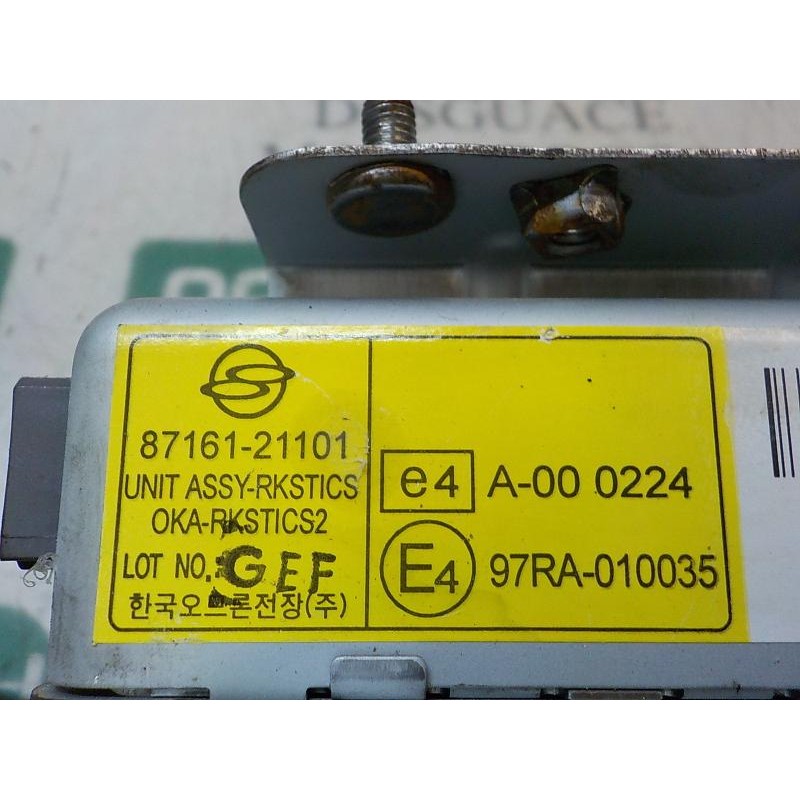 DESGUACE
87161-21101
UNIT ASSY-RKSTICS
OKA-RKSTICS2
LOT NO.: GEF
한국오므론전장(주)
e4 A-00 0224
E4 97RA-010035